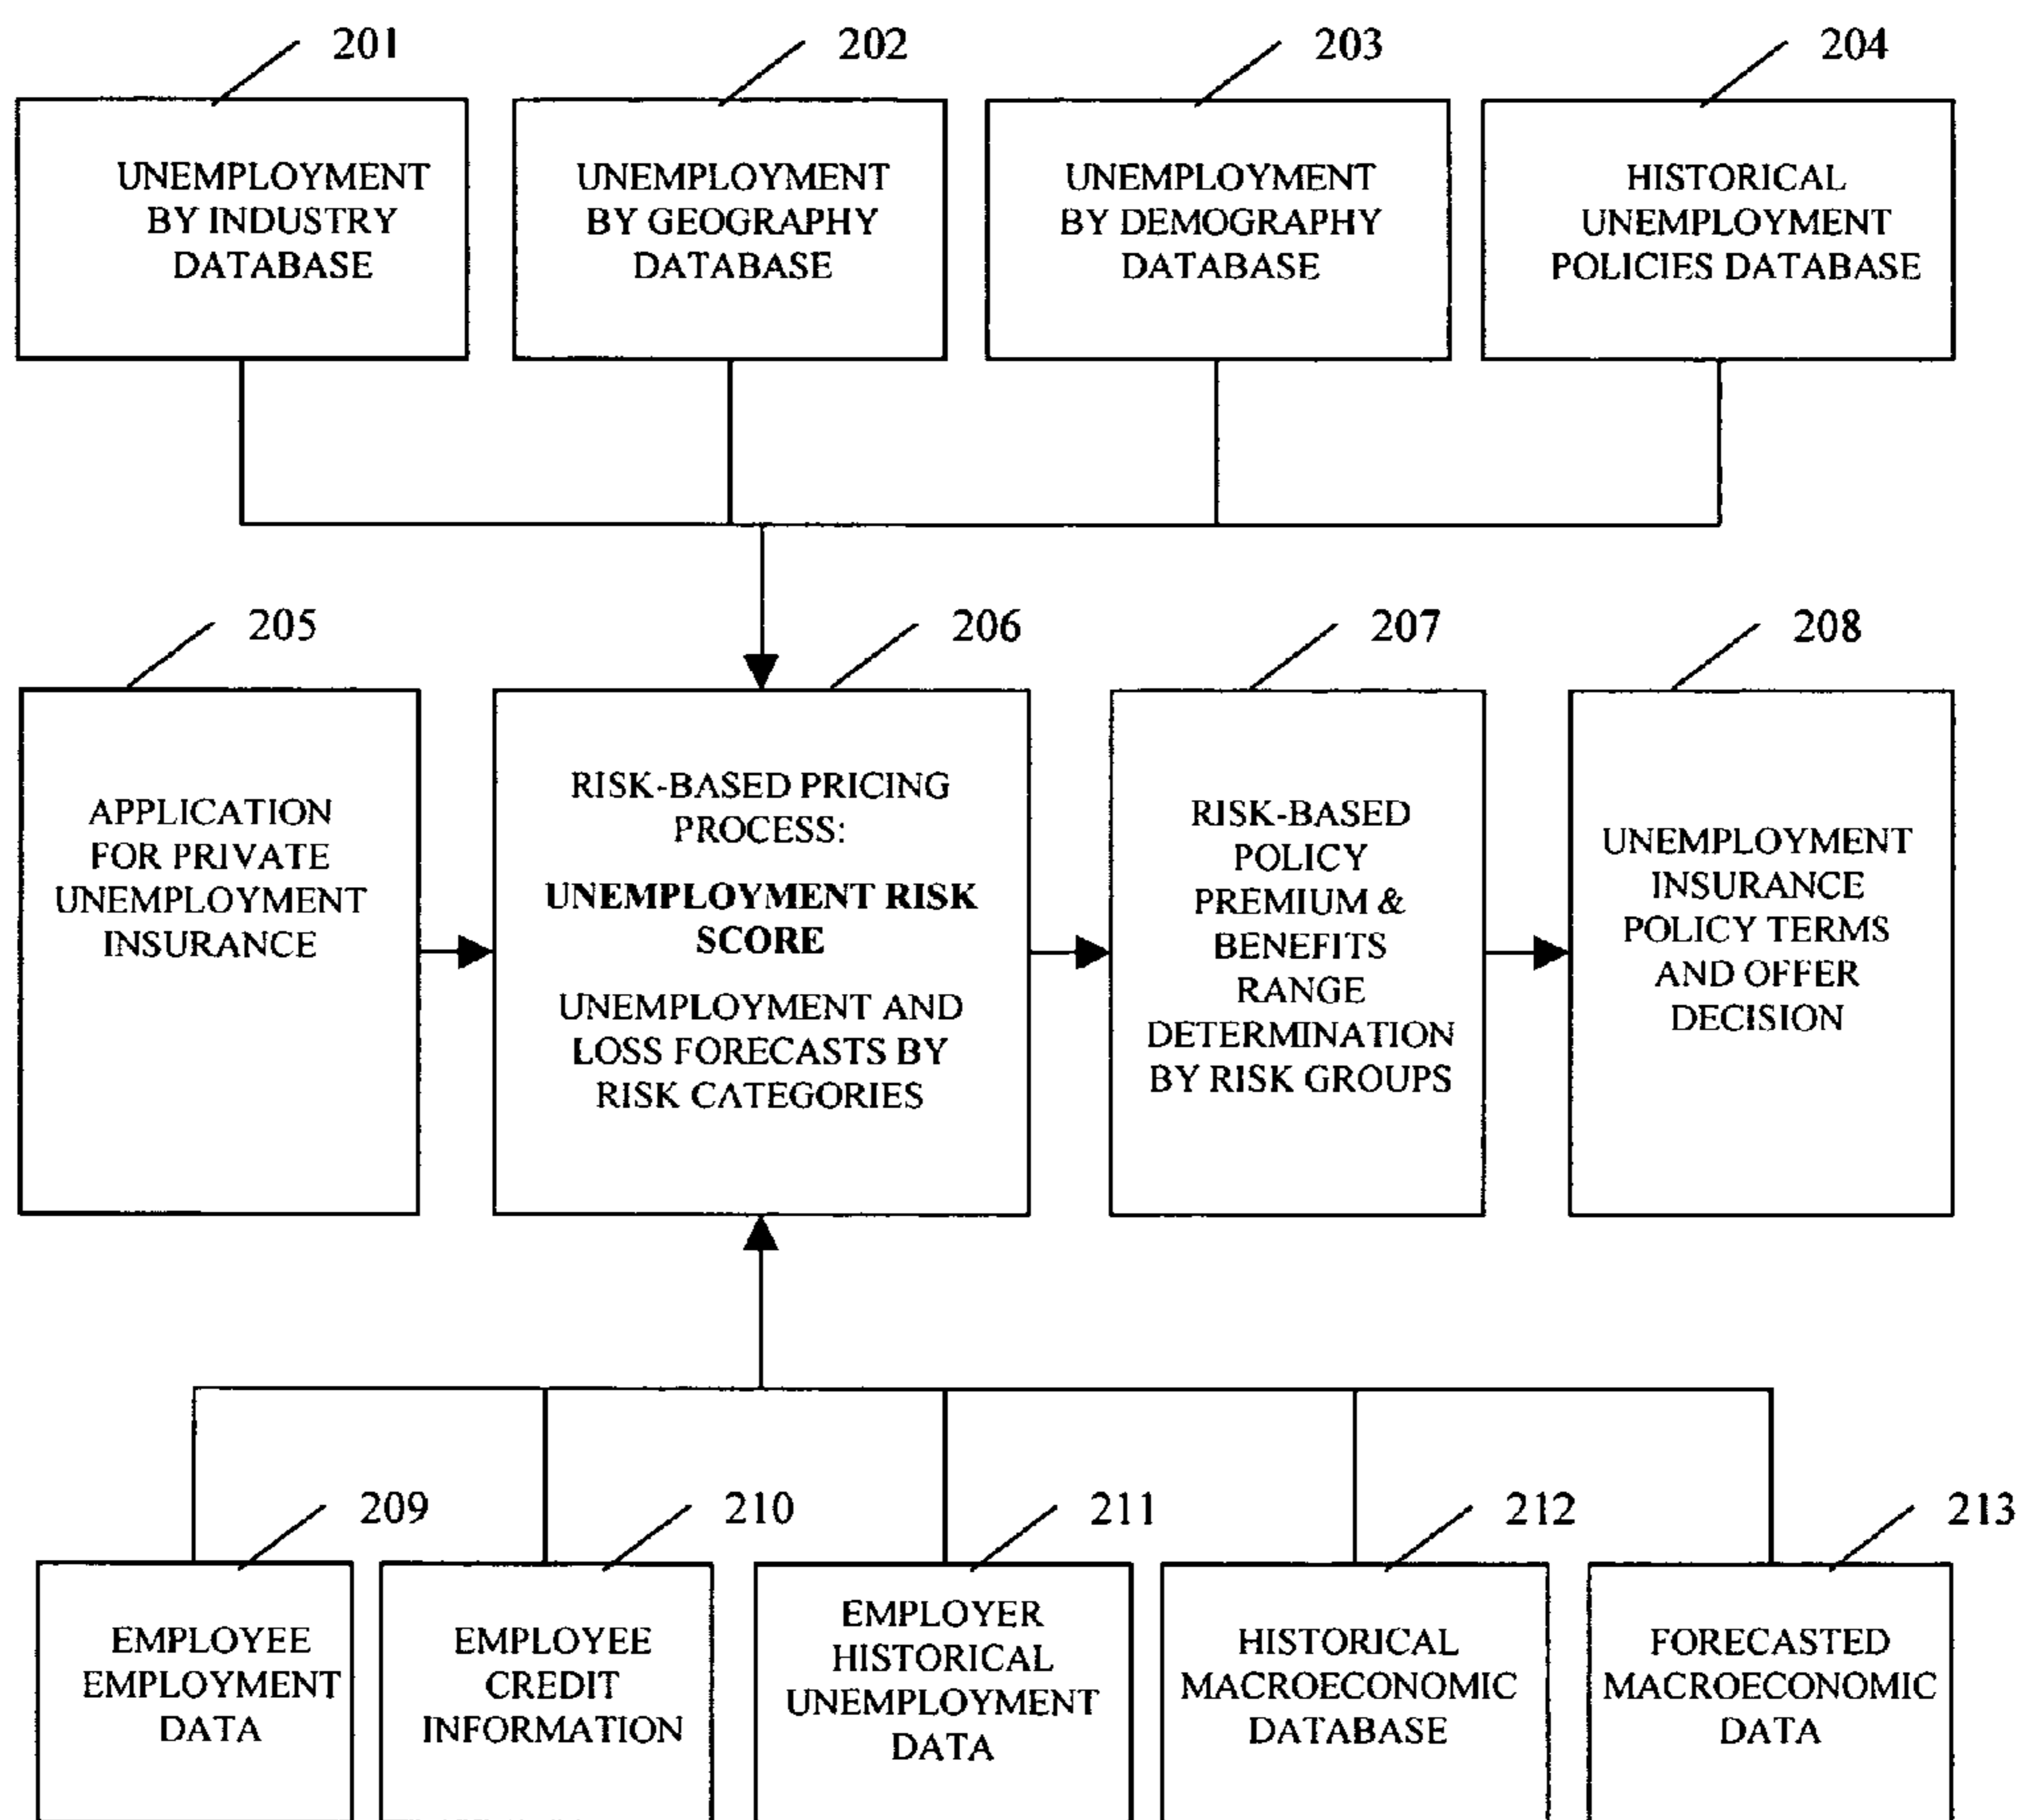 201
202
203
204
UNEMPLOYMENT
BY INDUSTRY
DATABASE
UNEMPLOYMENT
BY GEOGRAPHY
DATABASE
UNEMPLOYMENT
BY DEMOGRAPHY
DATABASE
HISTORICAL
UNEMPLOYMENT
POLICIES DATABASE
205
206
207
208
APPLICATION
FOR PRIVATE
UNEMPLOYMENT
INSURANCE
RISK-BASED PRICING
PROCESS:
UNEMPLOYMENT RISK
SCORE
UNEMPLOYMENT AND
LOSS FORECASTS BY
RISK CATEGORIES
RISK-BASED
POLICY
PREMIUM &
BENEFITS
RANGE
DETERMINATION
BY RISK GROUPS
UNEMPLOYMENT
INSURANCE
POLICY TERMS
AND OFFER
DECISION
209
210
211
212
213
EMPLOYEE
EMPLOYMENT
DATA
EMPLOYEE
CREDIT
INFORMATION
EMPLOYER
HISTORICAL
UNEMPLOYMENT
DATA
HISTORICAL
MACROECONOMIC
DATABASE
FORECASTED
MACROECONOMIC
DATA